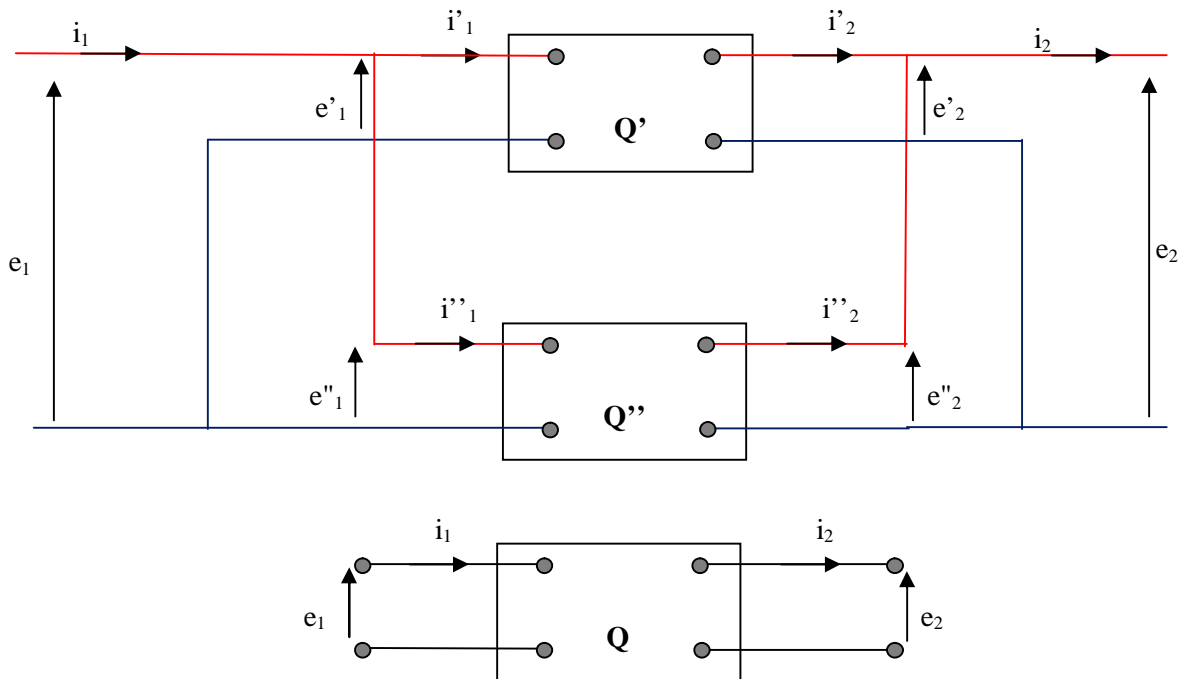 i₁ i’₁ i’₂ i₂
e’₁ e’₂
Q’
e₁ e₂
i’’₁ i’’₂
e"₁ e"₂
Q’’
i₁ i₂
e₁ e₂
Q